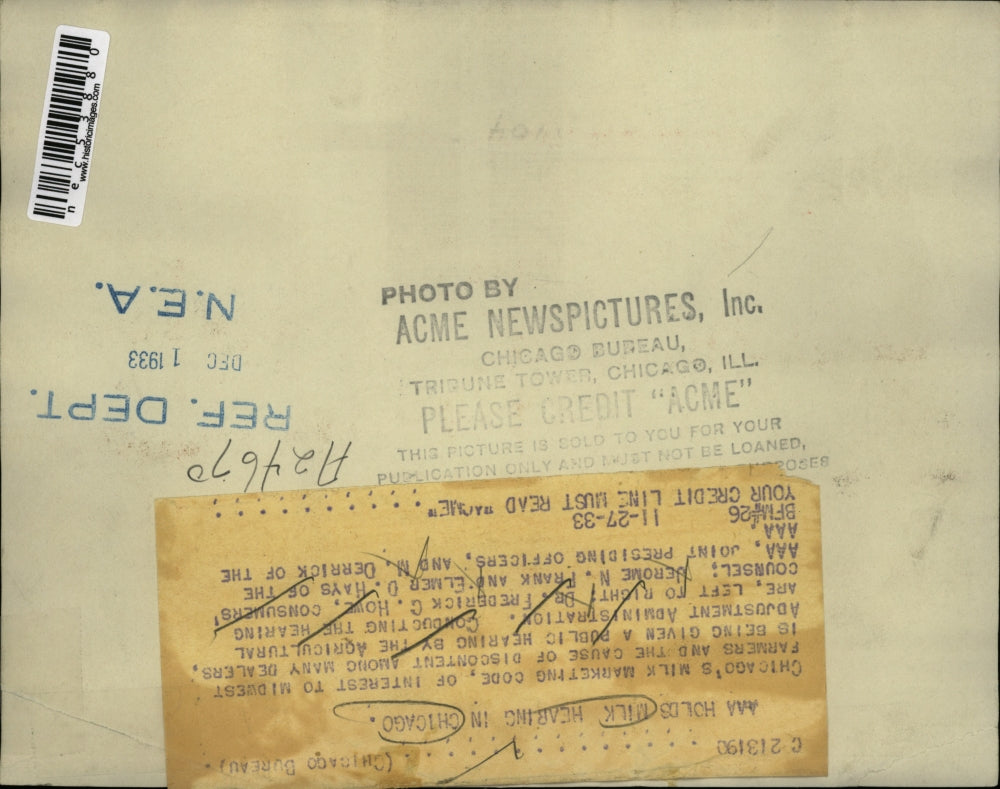 nec53880
www.historicimages.com
PHOTO BY
ACME NEWSPICTURES, Inc.
CHICAGO BUREAU,
TRIBUNE TOWER, CHICAGO, ILL.
PLEASE CREDIT "ACME"
THIS PICTURE IS SOLD TO YOU FOR YOUR
PUBLICATION ONLY AND MUST NOT BE LOANED,
REF. DEPT.
DEC 1 1933
N.E.A.
C 213190 . . . . . . . . . . . . . . . . . (CHICAGO BUREAU)
AAA HOLDS MILK HEARING IN CHICAGO.
CHICAGO'S MILK MARKETING CODE, OF INTEREST TO MIDWEST
FARMERS AND THE CAUSE OF DISCONTENT AMONG MANY DEALERS,
IS BEING GIVEN A PUBLIC HEARING BY THE AGRICULTURAL
ADJUSTMENT ADMINISTRATION. CONDUCTING THE HEARING
ARE, LEFT TO RIGHT, DR. FREDERICK C. HOWE, CONSUMERS'
COUNSEL; JEROME N. FRANK AND ELMER D. HAYS OF THE
AAA, JOINT PRESIDING OFFICERS, AND M. DERRICK OF THE
AAA.
BFM#26 11-27-33
YOUR CREDIT LINE MUST READ "ACME" . . . . . . . . . .